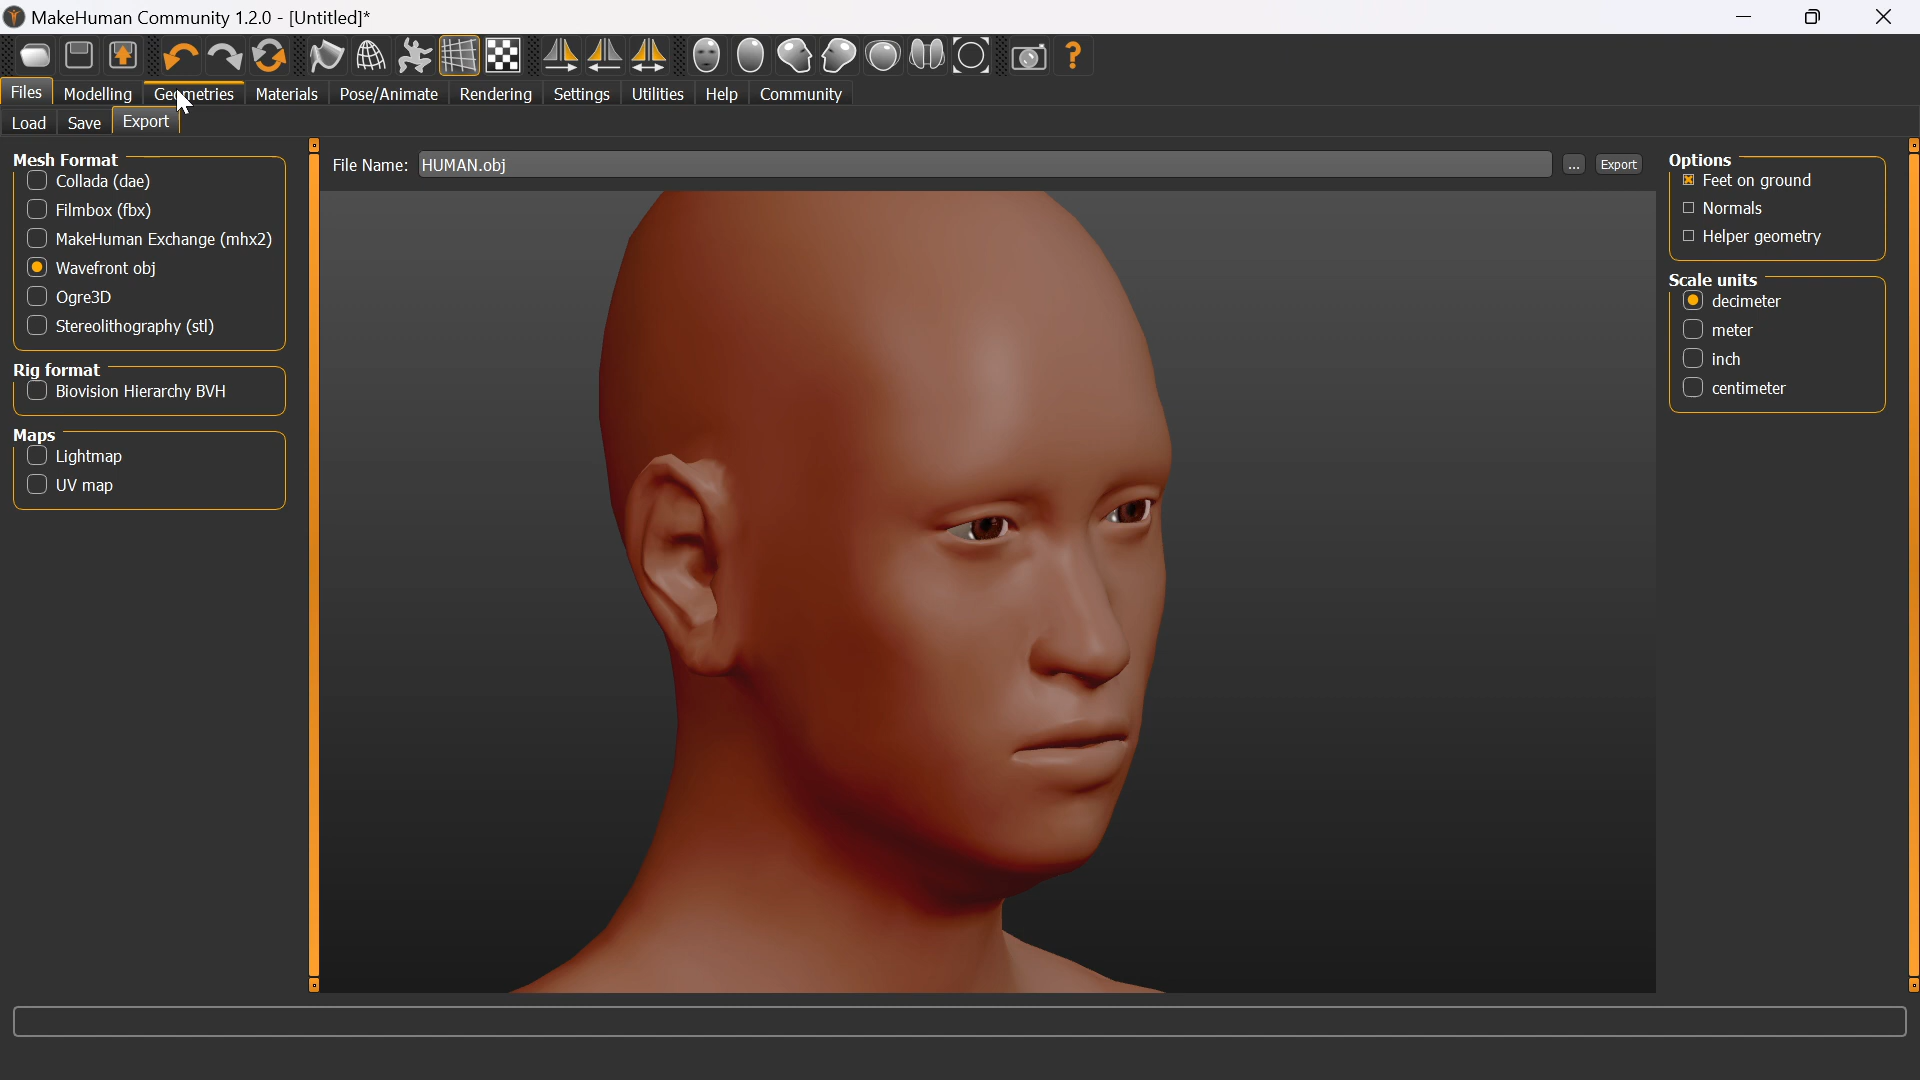 MakeHuman Community 1.2.0 - [Untitled]*
Files Modelling Geometries Materials Pose/Animate Rendering Settings Utilities Help Community
Load Save Export
Mesh Format
Collada (dae)
Filmbox (fbx)
MakeHuman Exchange (mhx2)
Wavefront obj
Ogre3D
Stereolithography (stl)
Rig format
Biovision Hierarchy BVH
Maps
Lightmap
UV map
File Name: HUMAN.obj ... Export
Options
Feet on ground
Normals
Helper geometry
Scale units
decimeter
meter
inch
centimeter